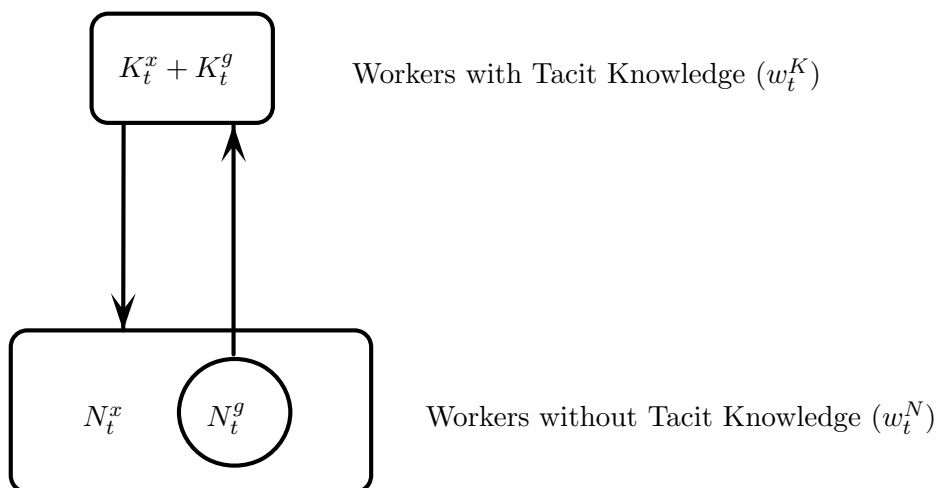 $K_t^x + K_t^g$ Workers with Tacit Knowledge ($w_t^K$)
$N_t^x$ $N_t^g$ Workers without Tacit Knowledge ($w_t^N$)